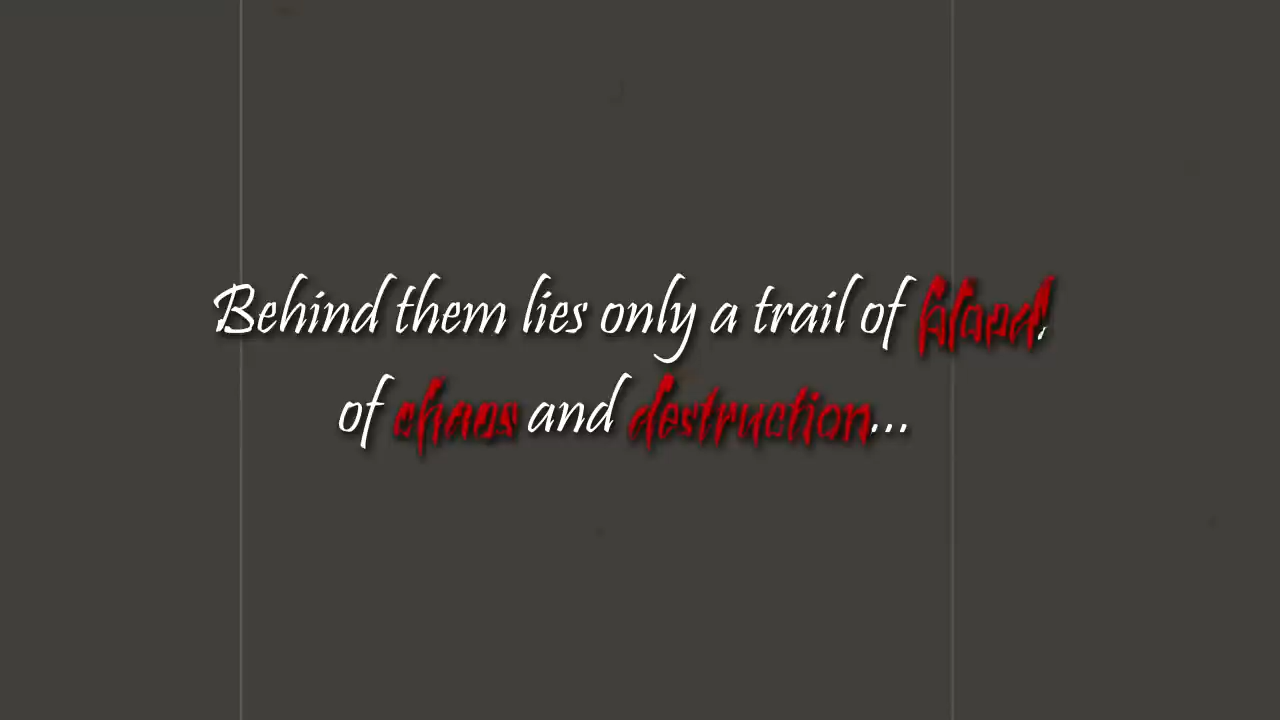 Behind them lies only a trail of blood,
of chaos and destruction...